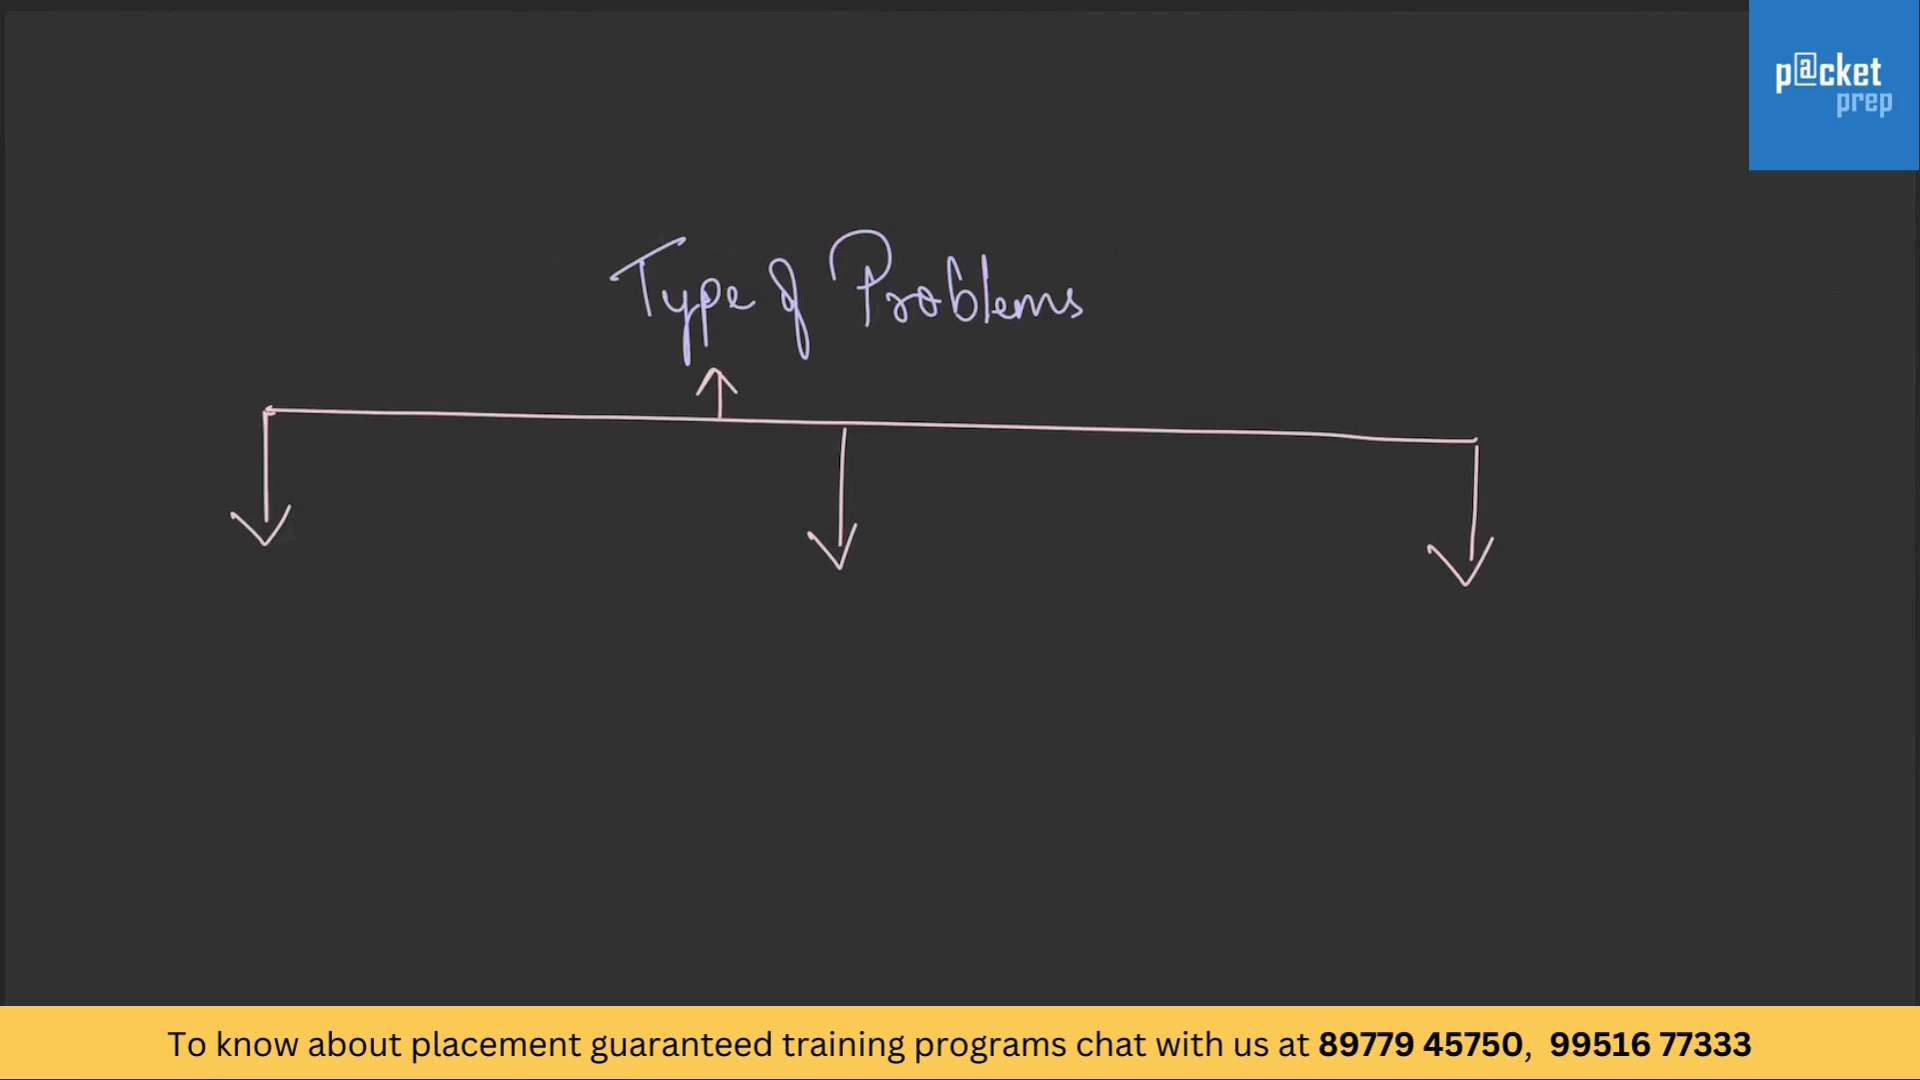 p@cket
prep
Type of Problems
To know about placement guaranteed training programs chat with us at 89779 45750, 99516 77333